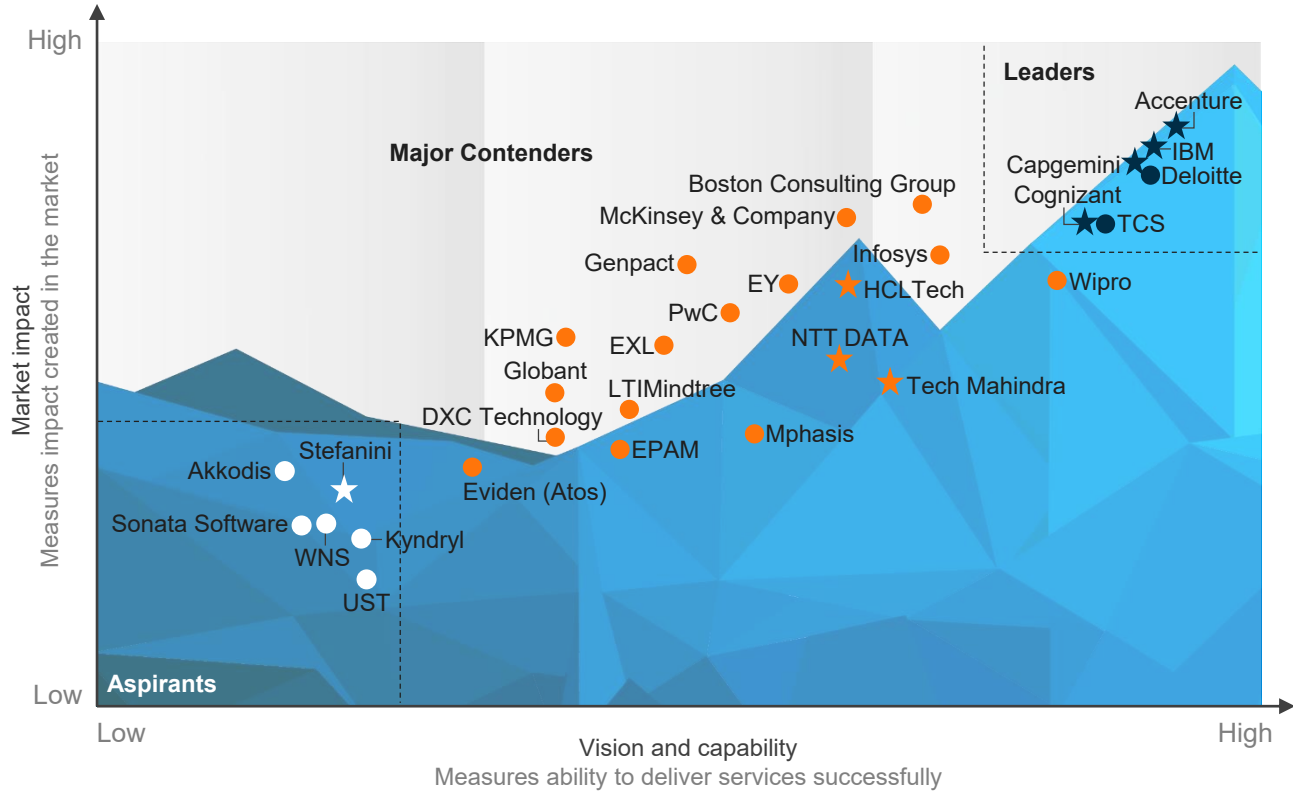 High
Leaders
Accenture
Major Contenders
IBM
Capgemini
Deloitte
Boston Consulting Group
Cognizant
McKinsey & Company
TCS
Infosys
Genpact
Wipro
EY
HCLTech
PwC
KPMG
EXL
NTT DATA
Globant
LTIMindtree
Tech Mahindra
DXC Technology
Mphasis
EPAM
Stefanini
Akkodis
Eviden (Atos)
Sonata Software
WNS
Kyndryl
UST
Aspirants
Market impact
Measures impact created in the market
Low
Low
High
Vision and capability
Measures ability to deliver services successfully